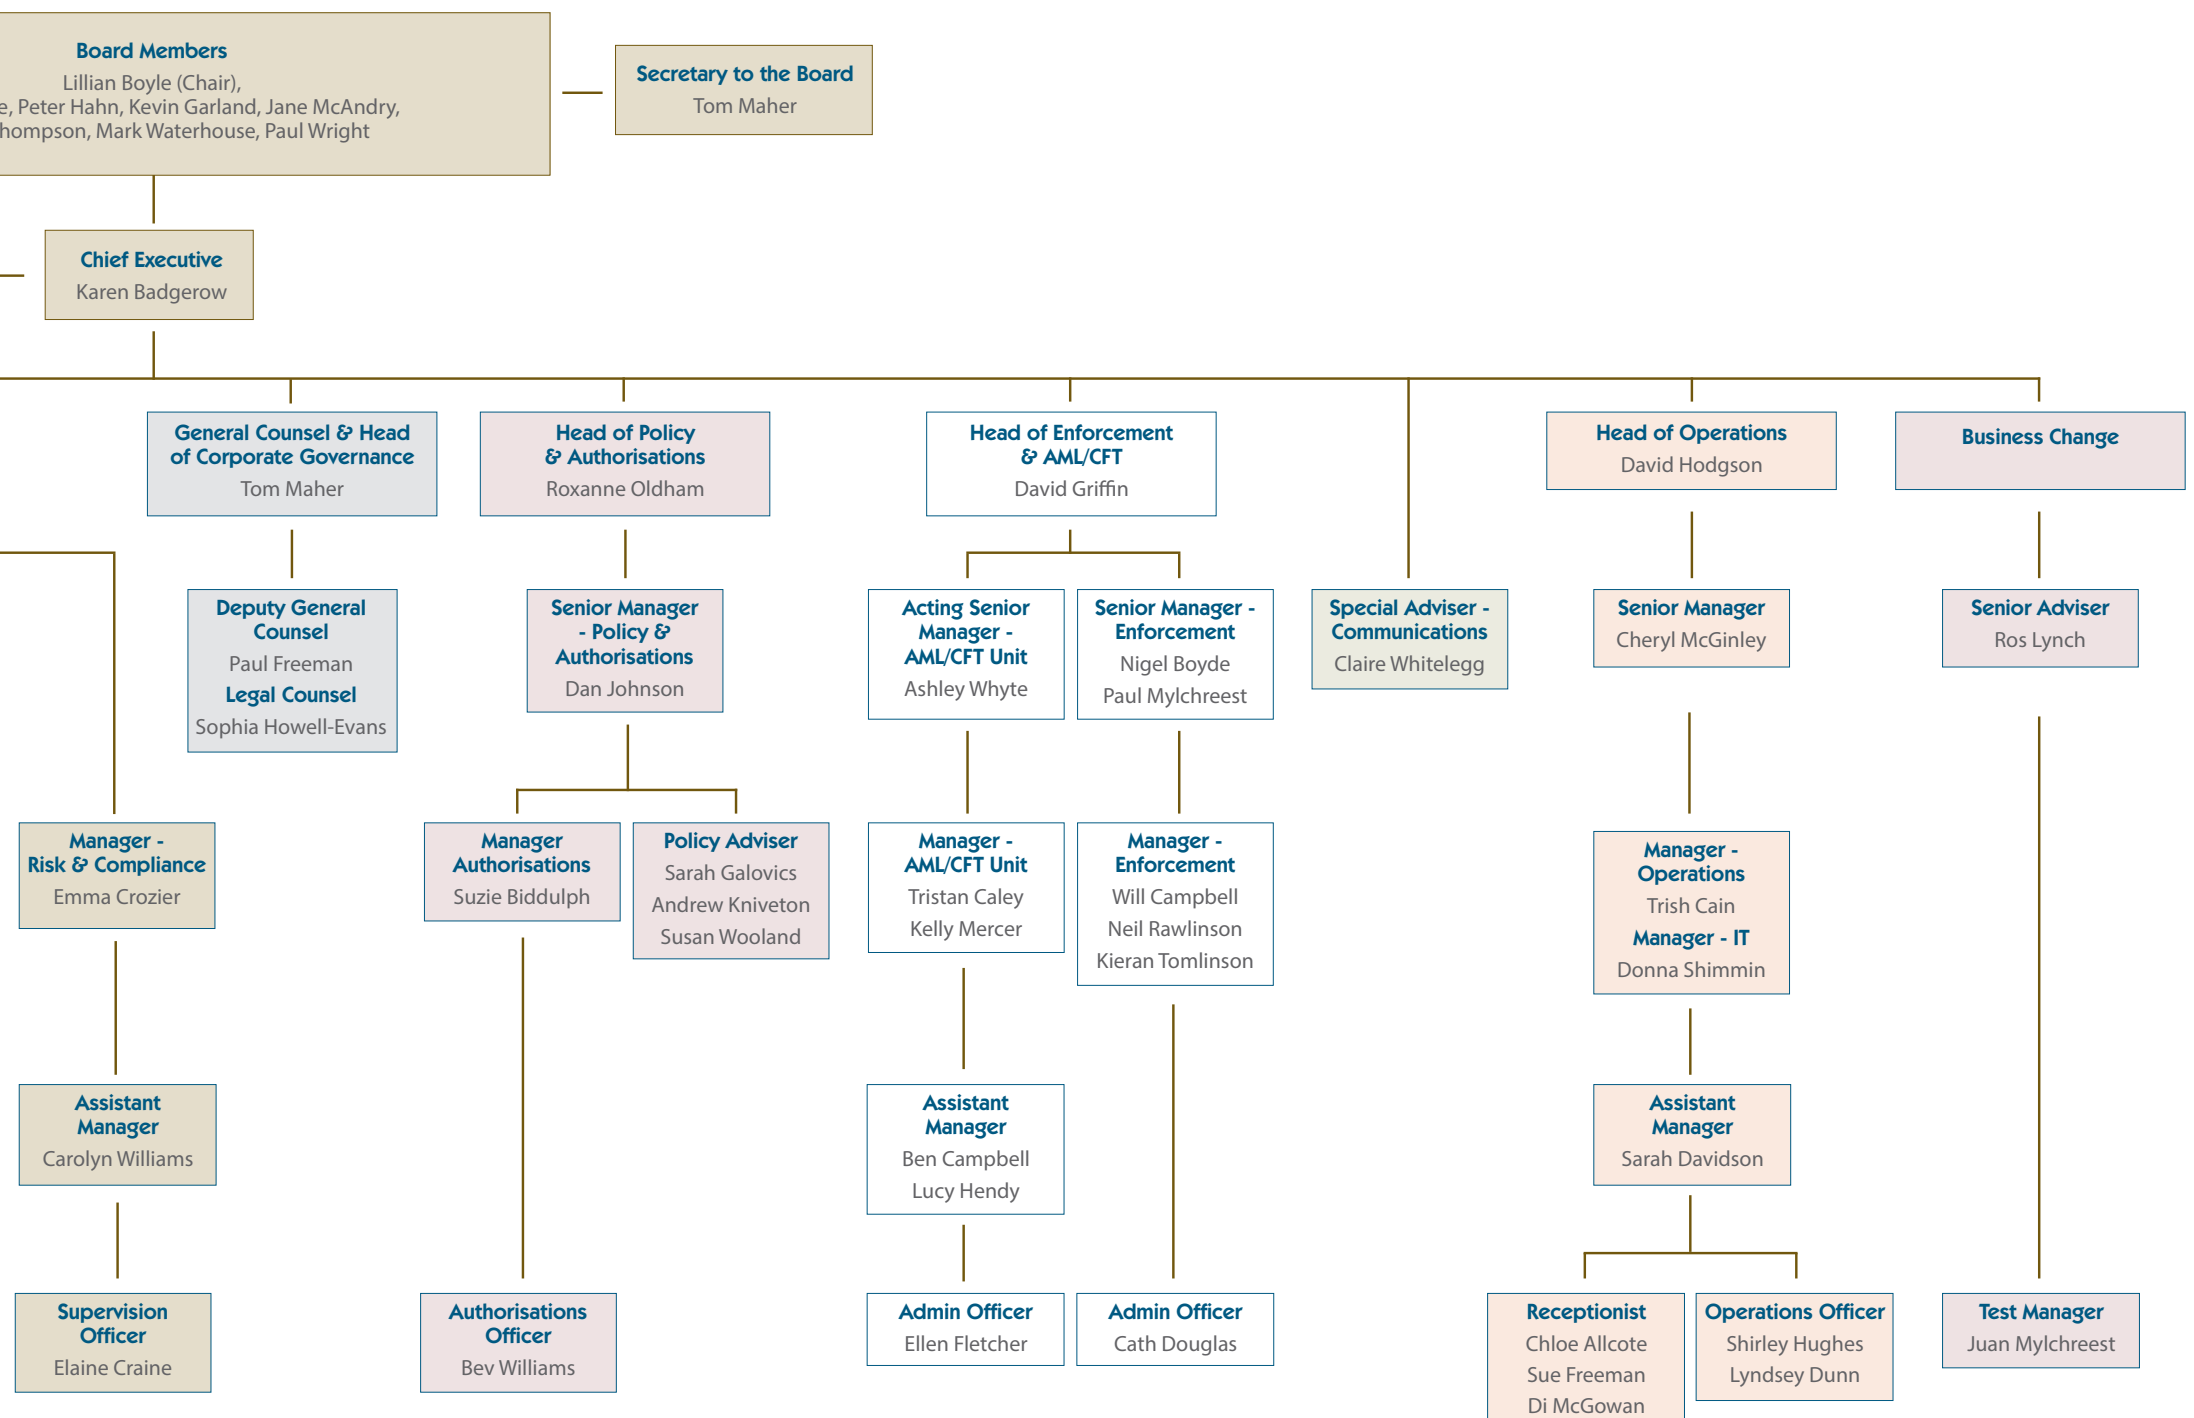 Board Members
Lillian Boyle (Chair),
Peter Hahn, Kevin Garland, Jane McAndry,
Mark Waterhouse, Paul Wright
Secretary to the Board
Tom Maher
Chief Executive
Karen Badgerow
General Counsel & Head
of Corporate Governance
Tom Maher
Head of Policy
& Authorisations
Roxanne Oldham
Head of Enforcement
& AML/CFT
David Griffin
Head of Operations
David Hodgson
Business Change
Deputy General
Counsel
Paul Freeman
Legal Counsel
Sophia Howell-Evans
Senior Manager
- Policy &
Authorisations
Dan Johnson
Acting Senior
Manager -
AML/CFT Unit
Ashley Whyte
Senior Manager -
Enforcement
Nigel Boyde
Paul Mylchreest
Special Adviser -
Communications
Claire Whitelegg
Senior Manager
Cheryl McGinley
Senior Adviser
Ros Lynch
Manager -
Risk & Compliance
Emma Crozier
Manager
Authorisations
Suzie Biddulph
Policy Adviser
Sarah Galovics
Andrew Kniveton
Susan Wooland
Manager -
AML/CFT Unit
Tristan Caley
Kelly Mercer
Manager -
Enforcement
Will Campbell
Neil Rawlinson
Kieran Tomlinson
Manager -
Operations
Trish Cain
Manager - IT
Donna Shimmin
Assistant
Manager
Carolyn Williams
Assistant
Manager
Ben Campbell
Lucy Hendy
Assistant
Manager
Sarah Davidson
Supervision
Officer
Elaine Craine
Authorisations
Officer
Bev Williams
Admin Officer
Ellen Fletcher
Admin Officer
Cath Douglas
Receptionist
Chloe Allcote
Sue Freeman
Di McGowan
Operations Officer
Shirley Hughes
Lyndsey Dunn
Test Manager
Juan Mylchreest